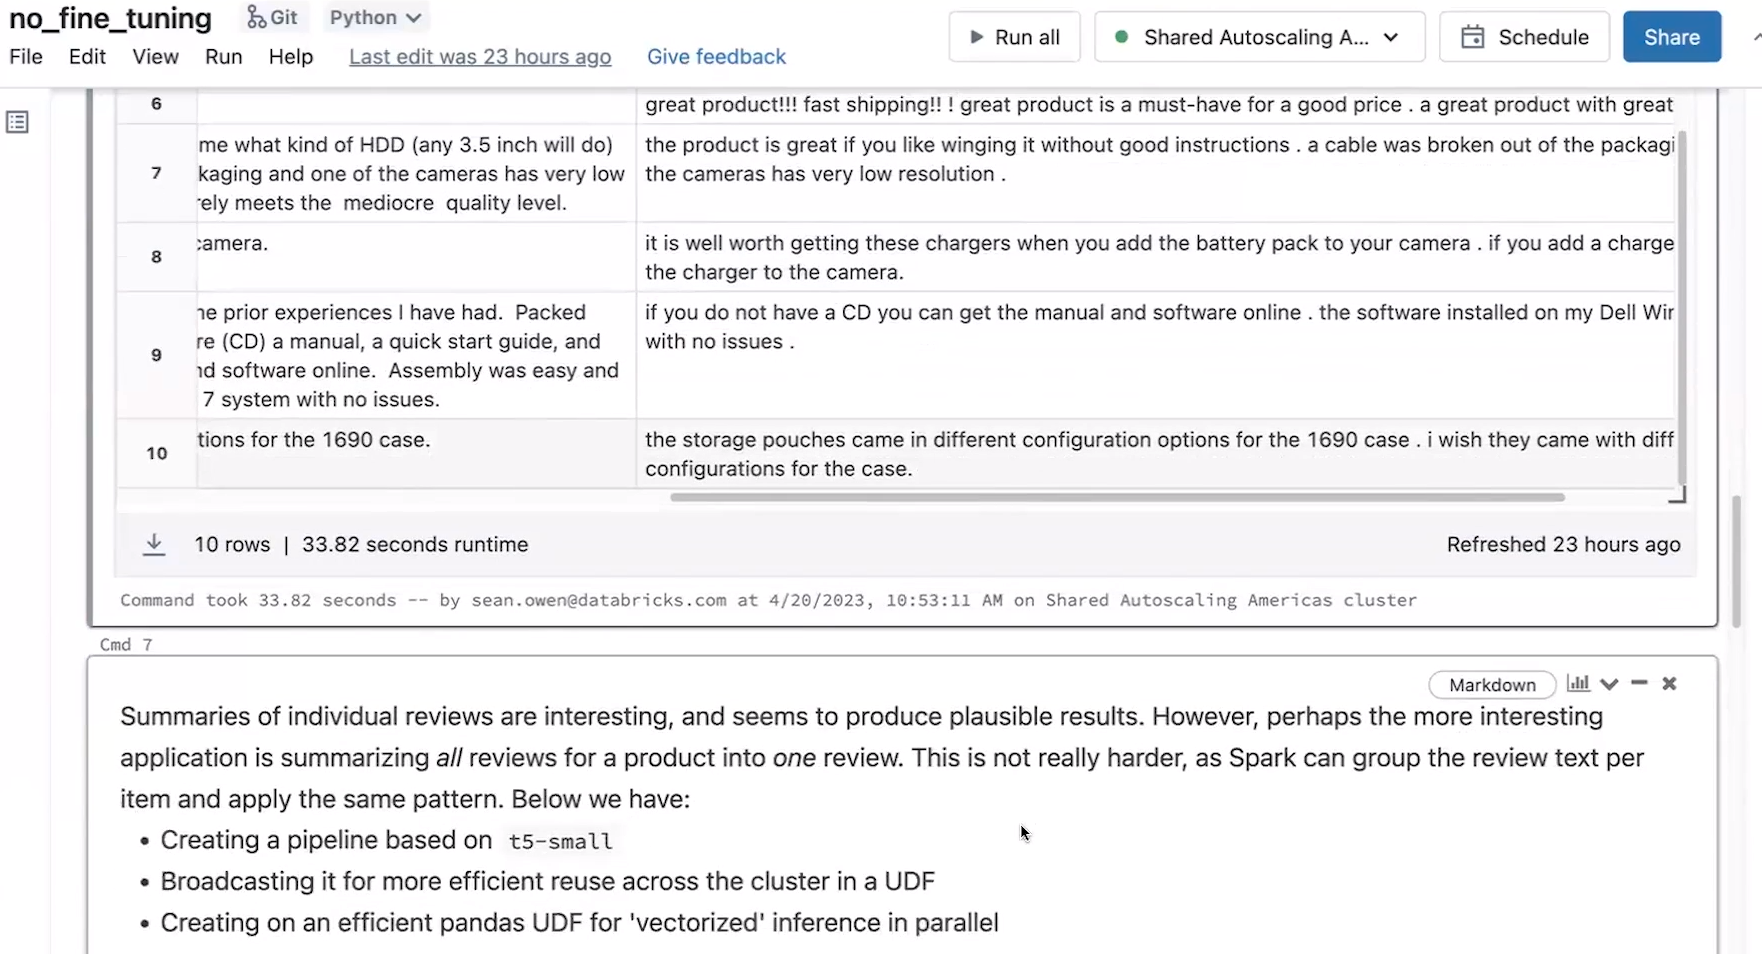 no_fine_tuning Git Python
File Edit View Run Help Last edit was 23 hours ago Give feedback
Run all Shared Autoscaling A... Schedule Share
6 great product!!! fast shipping!! ! great product is a must-have for a good price . a great product with great
me what kind of HDD (any 3.5 inch will do)
7 kaging and one of the cameras has very low
rely meets the mediocre quality level.
the product is great if you like winging it without good instructions . a cable was broken out of the packagi
the cameras has very low resolution .
8 camera.
it is well worth getting these chargers when you add the battery pack to your camera . if you add a charge
the charger to the camera.
he prior experiences I have had. Packed
re (CD) a manual, a quick start guide, and
9 nd software online. Assembly was easy and
7 system with no issues.
if you do not have a CD you can get the manual and software online . the software installed on my Dell Wir
with no issues .
10 tions for the 1690 case.
the storage pouches came in different configuration options for the 1690 case . i wish they came with diff
configurations for the case.
10 rows | 33.82 seconds runtime Refreshed 23 hours ago
Command took 33.82 seconds -- by sean.owen@databricks.com at 4/20/2023, 10:53:11 AM on Shared Autoscaling Americas cluster
Cmd 7
Markdown
Summaries of individual reviews are interesting, and seems to produce plausible results. However, perhaps the more interesting
application is summarizing all reviews for a product into one review. This is not really harder, as Spark can group the review text per
item and apply the same pattern. Below we have:
• Creating a pipeline based on t5-small
• Broadcasting it for more efficient reuse across the cluster in a UDF
• Creating on an efficient pandas UDF for 'vectorized' inference in parallel